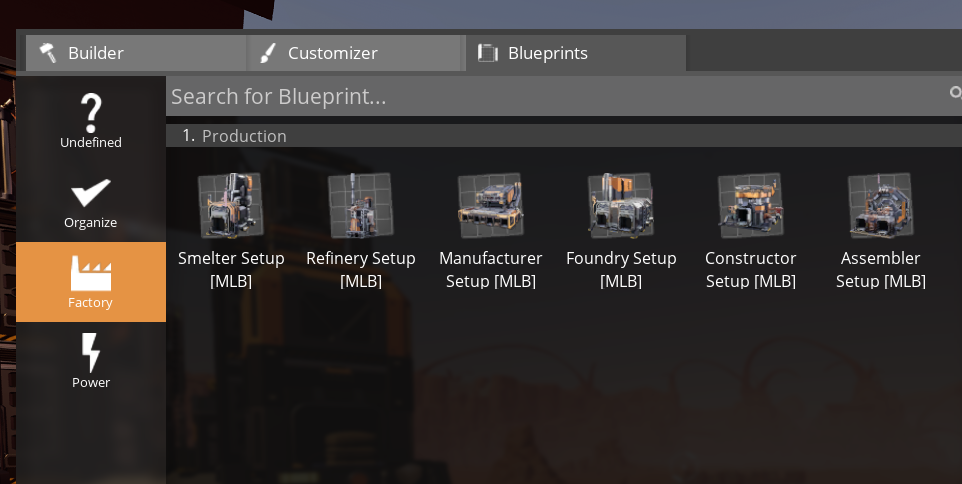 Builder
Customizer
Blueprints
Search for Blueprint...
1. Production
Undefined
Organize
Factory
Power
Smelter Setup
[MLB]
Refinery Setup
[MLB]
Manufacturer
Setup [MLB]
Foundry Setup
[MLB]
Constructor
Setup [MLB]
Assembler
Setup [MLB]